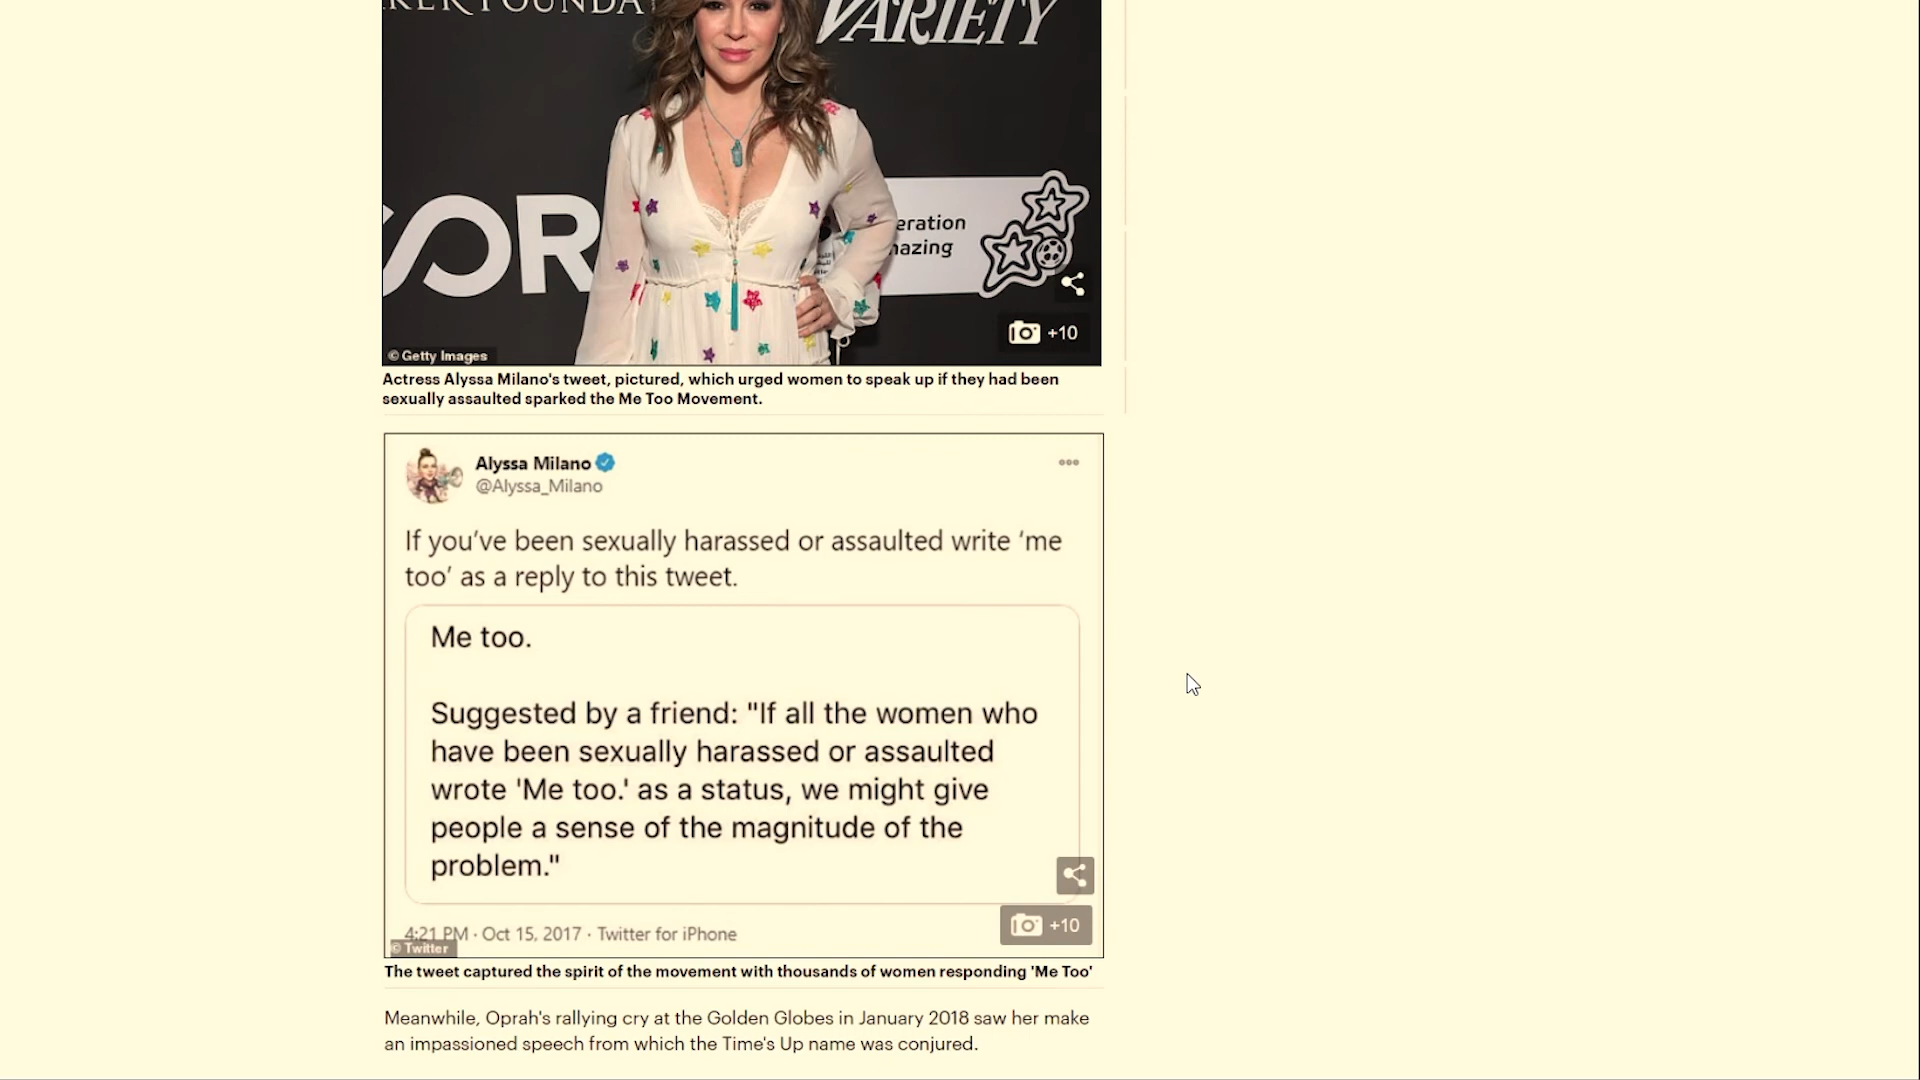 VARIETY
OR
eration
azing
+10
© Getty Images
Actress Alyssa Milano's tweet, pictured, which urged women to speak up if they had been
sexually assaulted sparked the Me Too Movement.
Alyssa Milano
@Alyssa_Milano
If you’ve been sexually harassed or assaulted write ‘me
too’ as a reply to this tweet.
Me too.
Suggested by a friend: "If all the women who
have been sexually harassed or assaulted
wrote 'Me too.' as a status, we might give
people a sense of the magnitude of the
problem."
+10
4:21 PM · Oct 15, 2017 · Twitter for iPhone
© Twitter
The tweet captured the spirit of the movement with thousands of women responding 'Me Too'
Meanwhile, Oprah's rallying cry at the Golden Globes in January 2018 saw her make
an impassioned speech from which the Time's Up name was conjured.